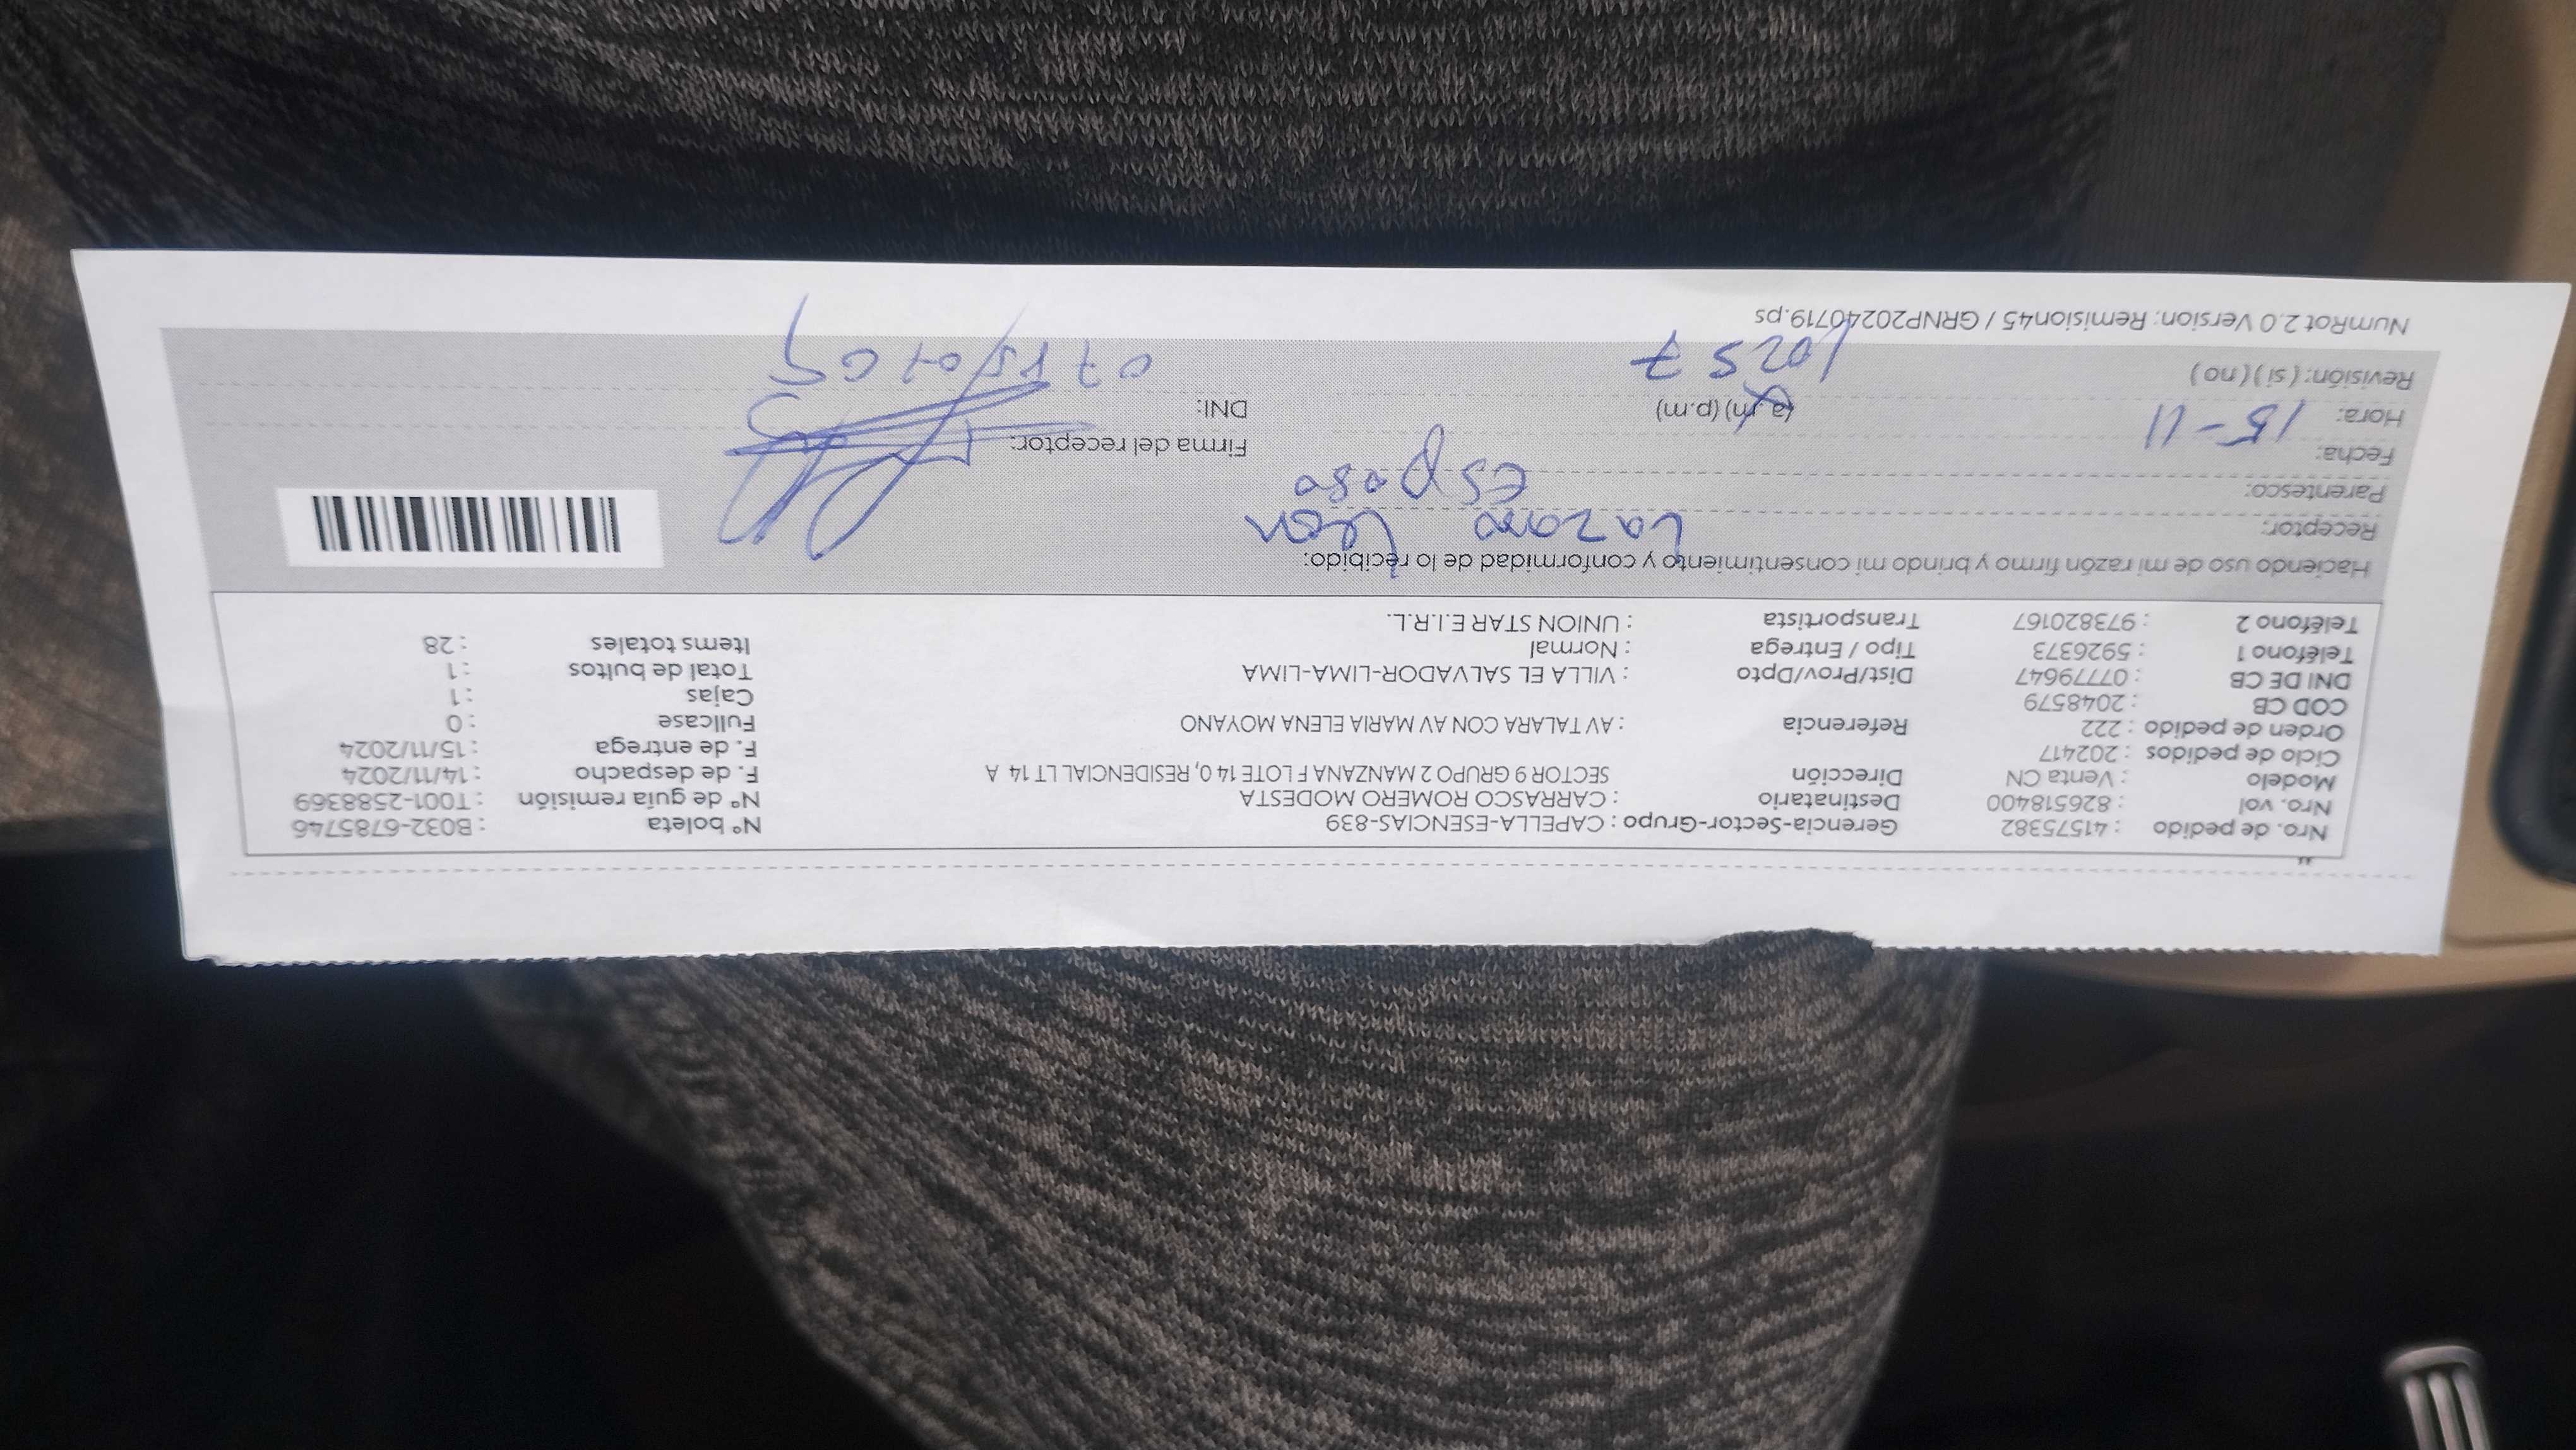 "
Nro. de pedido : 41575382 Gerencia-Sector-Grupo : CAPELLA-ESENCIAS-839 Nº boleta : B032-6785746
Nro. vol : 826518400 Destinatario : CARRASCO ROMERO MODESTA Nº de guía remisión : T001-2588369
Modelo : Venta CN Dirección SECTOR 9 GRUPO 2 MANZANA F LOTE 14 0, RESIDENCIAL LT 14 A F. de despacho : 14/11/2024
Ciclo de pedidos : 202417 F. de entrega : 15/11/2024
Orden de pedido : 222 Referencia : AV TALARA CON AV MARIA ELENA MOYANO Fullcase : 0
COD CB : 2048579 Cajas : 1
DNI DE CB : 07779647 Dist/Prov/Dpto : VILLA EL SALVADOR-LIMA-LIMA Total de bultos : 1
Teléfono 1 : 5926373 Tipo / Entrega : Normal Items totales : 28
Teléfono 2 : 973820167 Transportista : UNION STAR E.I.R.L.
Haciendo uso de mi razón firmo y brindo mi consentimiento y conformidad de lo recibido:
Receptor: Lazaro Leon
Parentesco: esposo
Fecha: 15-11 Firma del receptor:
Hora: (a.m) (p.m) DNI:
Revisión: ( si ) ( no ) 10257
NumRot 2.0 Version: Remision45 / GRNP20240719.ps